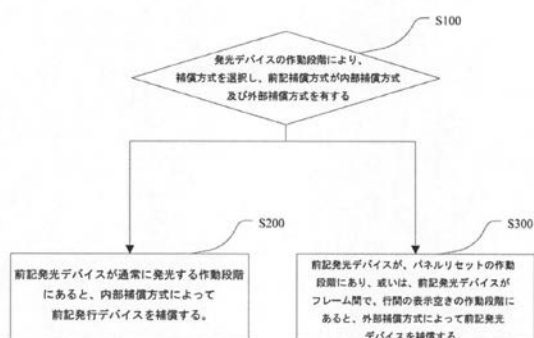 S100
発光デバイスの作動段階により、
補償方式を選択し、前記補償方式が内部補償方式
及び外部補償方式を有する
S200
前記発光デバイスが通常に発光する作動段階
にあると、内部補償方式によって
前記発行デバイスを補償する。
S300
前記発光デバイスが、パネルリセットの作動
段階にあり、或いは、前記発光デバイスが
フレーム間で、行間の表示空きの作動段階に
あると、外部補償方式によって前記発光
デバイスを補償する。